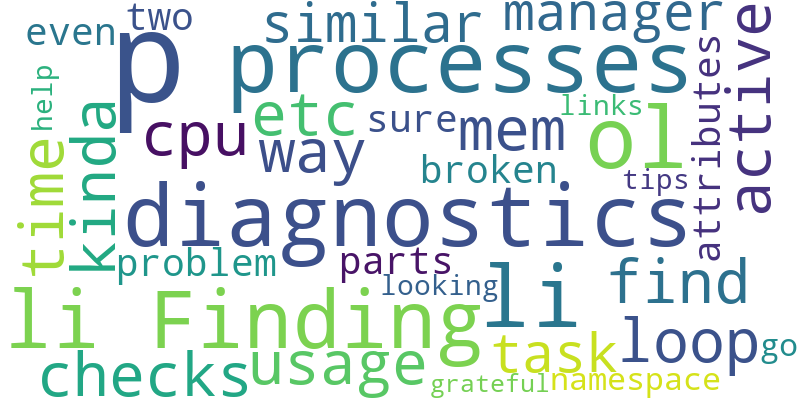 two
similar
manager
even
p
processes
active
attributes
help
kinda
cpu
etc
sure
mem
links
ol
way
broken
tips
time
diagnostics
problem
parts
looking
li
find
li Finding
loop
go
checks
usage
task
grateful
namespace